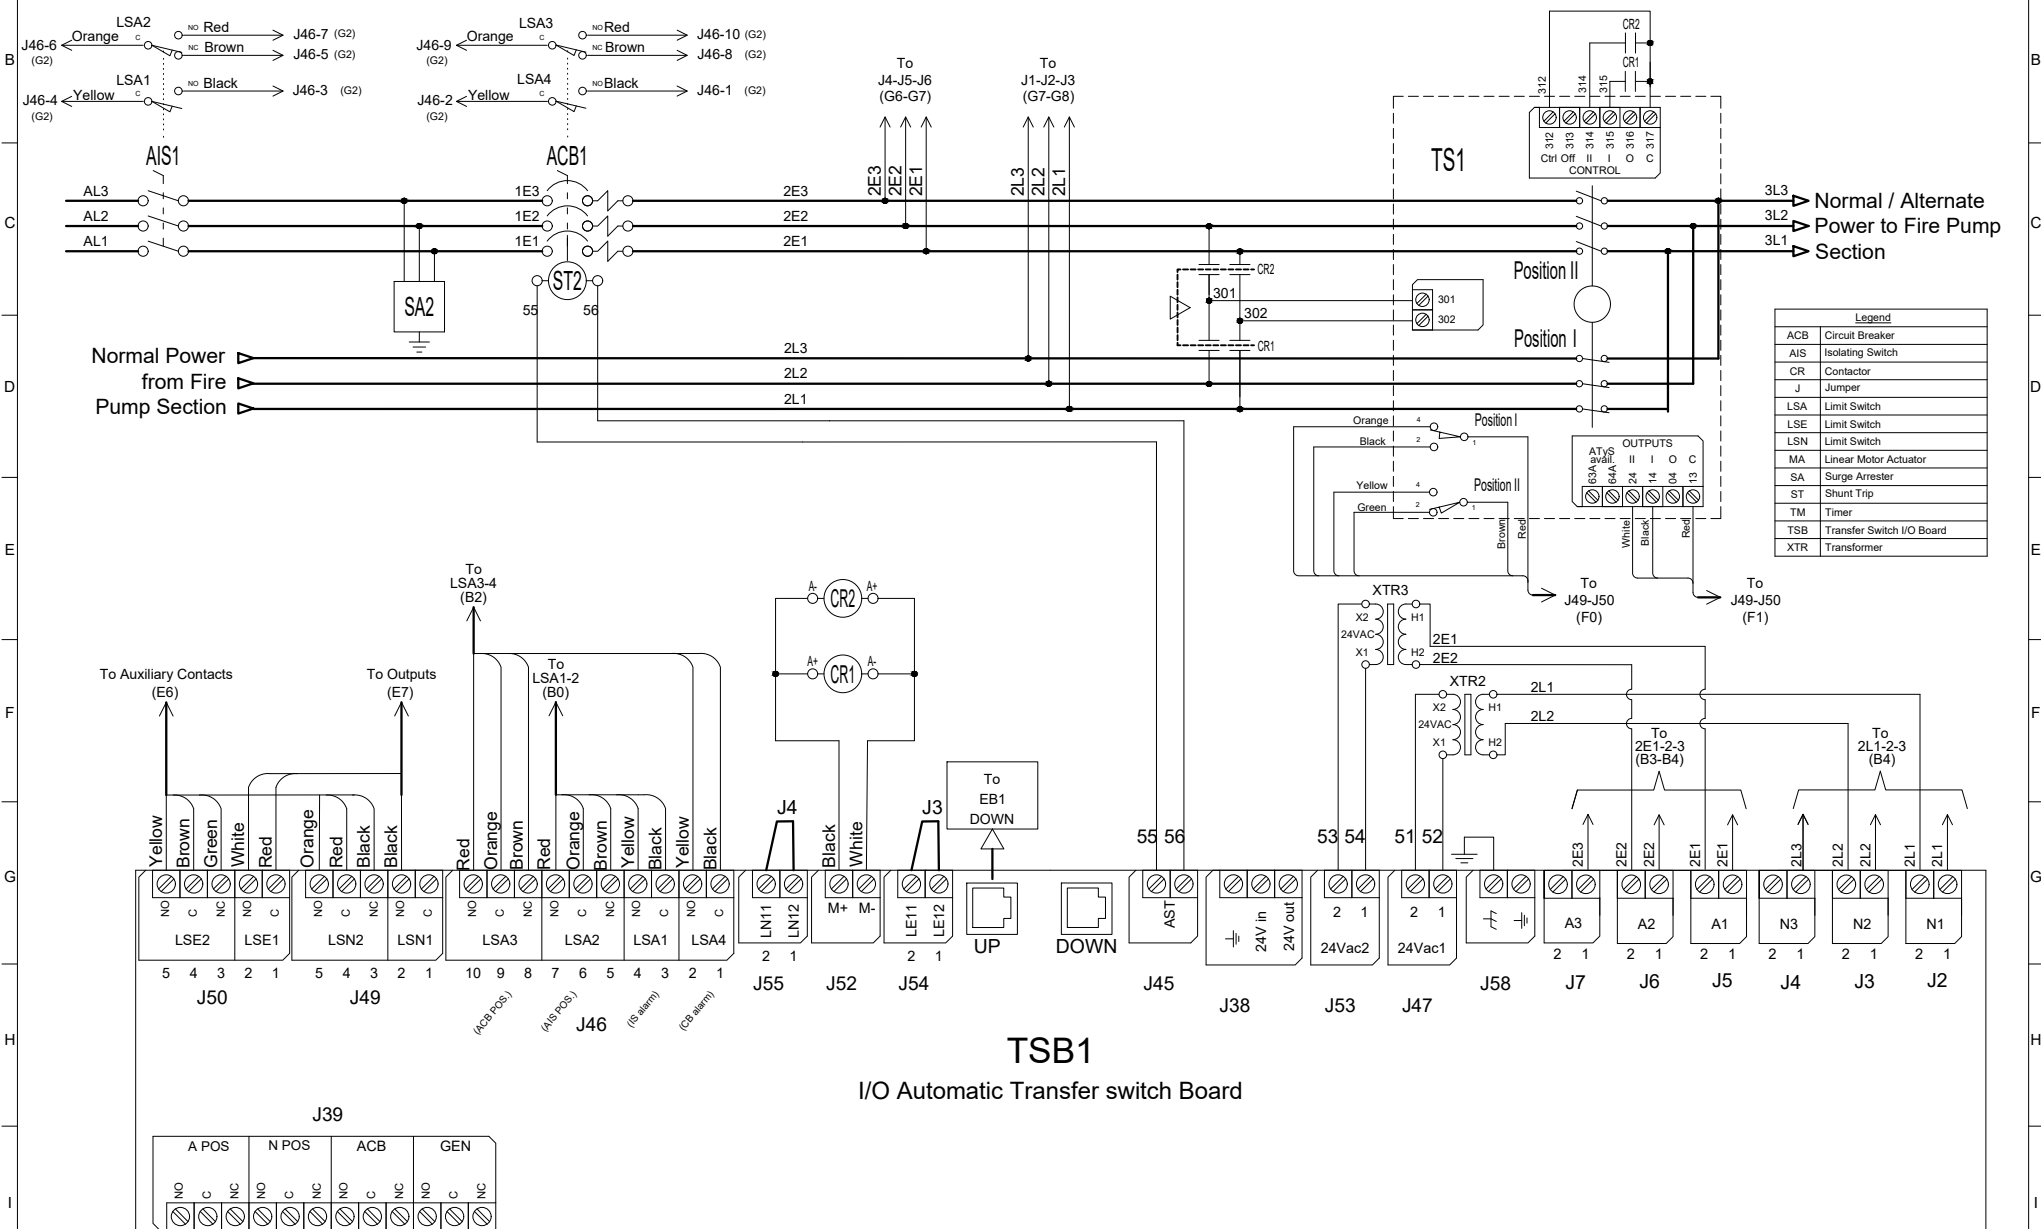 B
LSA2
J46-6
(G2)
Orange
C
NO Red
J46-7 (G2)
NC Brown
J46-5 (G2)
LSA1
J46-4
(G2)
Yellow
C
NO Black
J46-3 (G2)
LSA3
J46-9
(G2)
Orange
C
NO Red
J46-10 (G2)
NC Brown
J46-8 (G2)
LSA4
J46-2
(G2)
Yellow
C
NO Black
J46-1 (G2)
To
J4-J5-J6
(G6-G7)
To
J1-J2-J3
(G7-G8)
CR2
CR1
312
314
315
B
AIS1
ACB1
2E3
2E2
2E1
2L3
2L2
2L1
TS1
312 313 314 315 316 317
Ctrl Off II I O C
CONTROL
C
AL3
1E3
2E3
3L3
Normal / Alternate
AL2
1E2
2E2
3L2
Power to Fire Pump
AL1
1E1
2E1
3L1
Section
C
ST2
55
56
SA2
CR2
301
302
CR1
301
302
Position II
Position I
Normal Power
from Fire
Pump Section
2L3
2L2
2L1
D
D
Legend
ACB Circuit Breaker
AIS Isolating Switch
CR Contactor
J Jumper
LSA Limit Switch
LSE Limit Switch
LSN Limit Switch
MA Linear Motor Actuator
SA Surge Arrester
ST Shunt Trip
TM Timer
TSB Transfer Switch I/O Board
XTR Transformer
Orange
4
Position I
Black
2
1
Yellow
4
Position II
Green
2
1
Brown
Red
OUTPUTS
ATyS
avail. II I O C
63A 64A 24 14 04 13
White
Black
Red
E
E
To
J49-J50
(F0)
To
J49-J50
(F1)
To
LSA3-4
(B2)
A- CR2 A+
A+ CR1 A-
XTR3
X2
24VAC
X1
H1
H2
2E1
2E2
XTR2
X2
24VAC
X1
H1
H2
2L1
2L2
F
To Auxiliary Contacts
(E6)
To Outputs
(E7)
To
LSA1-2
(B0)
To
2E1-2-3
(B3-B4)
To
2L1-2-3
(B4)
F
To
EB1
DOWN
J4
J3
Yellow
Brown
Green
White
Red
Orange
Red
Black
Black
Red
Orange
Brown
Red
Orange
Brown
Yellow
Black
Yellow
Black
Black
White
55 56
53 54
51 52
2E3
2E2
2E2
2E1
2E1
2L3
2L2
2L2
2L1
2L1
G
G
NO C NC
LSE2
NO C
LSE1
NO C NC
LSN2
NO C
LSN1
NO C NC
LSA3
NO C NC
LSA2
NO C
LSA1
NO C
LSA4
LN11 LN12
M+ M-
LE11 LE12
UP
DOWN
AST
24V in
24V out
2 1
24Vac2
2 1
24Vac1
A3
A2
A1
N3
N2
N1
5 4 3 2 1
5 4 3 2 1
10 9 8 7 6 5 4 3 2 1
2 1
2 1
2 1
2 1
2 1
2 1
2 1
2 1
J50
J49
(ACB POS.)
(AIS POS.)
J46
(IS alarm)
(CB alarm)
J55
J52
J54
J45
J38
J53
J47
J58
J7
J6
J5
J4
J3
J2
H
H
TSB1
I/O Automatic Transfer switch Board
J39
A POS
N POS
ACB
GEN
NO C NC
NO C NC
NO C NC
NO C NC
I
I